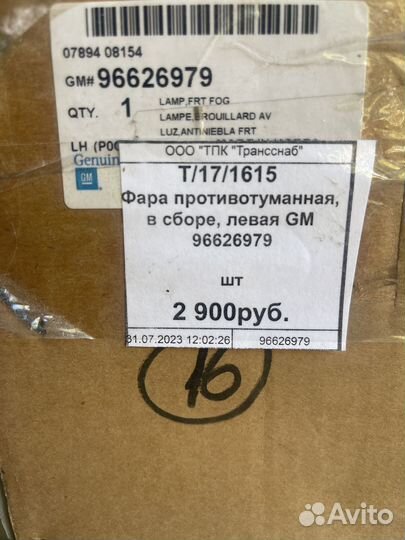 07894 08154
GM# 96626979
QTY. 1
LAMP,FRT FOG
LAMPE,BROUILLARD AV
LUZ,ANTINIEBLA FRT
LH
Genuin
GM
ООО "ТПК "Трансснаб"
Т/17/1615
Фара противотуманная,
в сборе, левая GM
96626979
шт
2 900руб.
31.07.2023 12:02:26 96626979
16
Avito